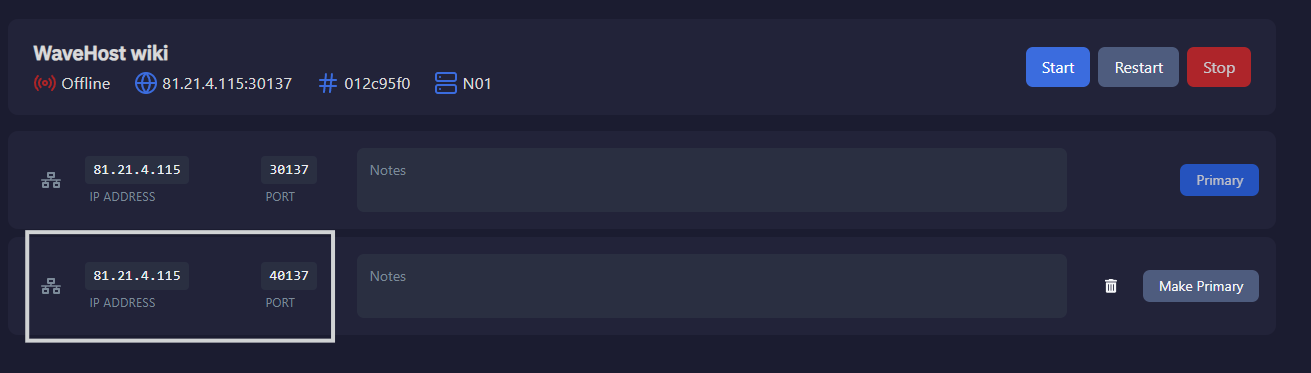 WaveHost wiki
Offline 81.21.4.115:30137 # 012c95f0 N01
Start Restart Stop
81.21.4.115 30137 Notes Primary
IP ADDRESS PORT
81.21.4.115 40137 Notes Make Primary
IP ADDRESS PORT